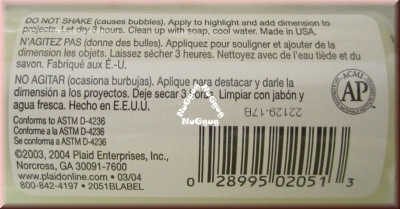 DO NOT SHAKE (causes bubbles). Apply to highlight and add dimension to
projects. Let dry 3 hours. Clean up with soap, cool water. Made in USA.
N'AGITEZ PAS (donne des bulles). Appliquez pour souligner et ajouter de la
dimension les objets. Laissez sécher 3 heures. Nettoyez avec de l'eau tiède et du
savon. Fabriqué aux É.-U.
NO AGITAR (ocasiona burbujas). Aplique para destacar y darle la
dimensión a los proyectos. Deje secar 3 horas. Limpiar con jabón y
agua fresca. Hecho en E.E.U.U.
ACMI
AP
NuGgug
NuGgug
22129-17B
Conforms to ASTM D-4236
Conforme a la ASTM D-4236
Se conforma a ASTM D-4236
©2003, 2004 Plaid Enterprises, Inc.,
Norcross, GA 30091-7600
www.plaidonline.com • 03/04
800-842-4197 • 2051BLABEL
0 28995 02051 3